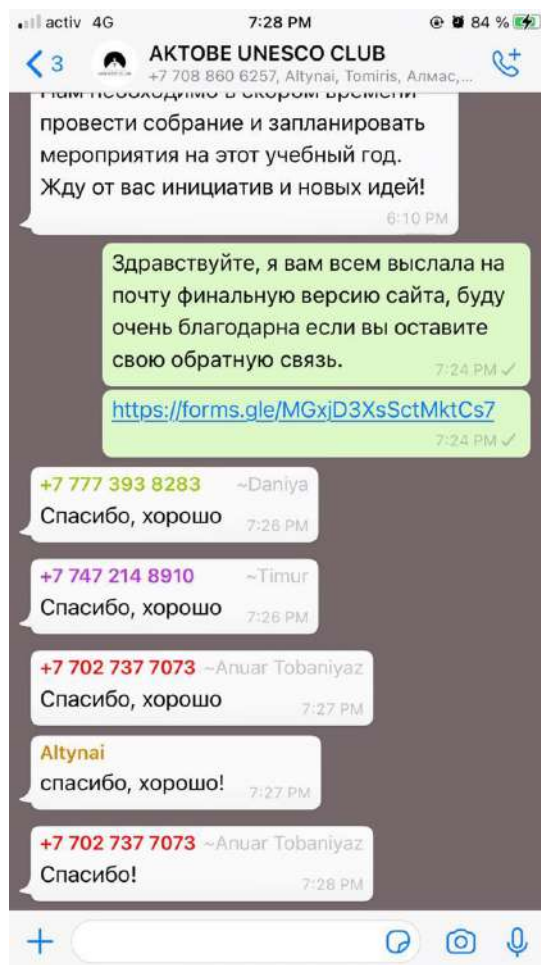 activ 4G 7:28 PM 84 %
3 AKTOBE UNESCO CLUB
+7 708 860 6257, Altynai, Tomiris, Алмас,...
Нам необходимо в скором времени
провести собрание и запланировать
мероприятия на этот учебный год.
Жду от вас инициатив и новых идей!
6:10 PM
Здравствуйте, я вам всем выслала на
почту финальную версию сайта, буду
очень благодарна если вы оставите
свою обратную связь.
7:24 PM
https://forms.gle/MGxjD3XsSctMktCs7
7:24 PM
+7 777 393 8283 ~Daniya
Спасибо, хорошо 7:26 PM
+7 747 214 8910 ~Timur
Спасибо, хорошо 7:26 PM
+7 702 737 7073 ~Anuar Tobaniyaz
Спасибо, хорошо 7:27 PM
Altynai
спасибо, хорошо! 7:27 PM
+7 702 737 7073 ~Anuar Tobaniyaz
Спасибо! 7:28 PM